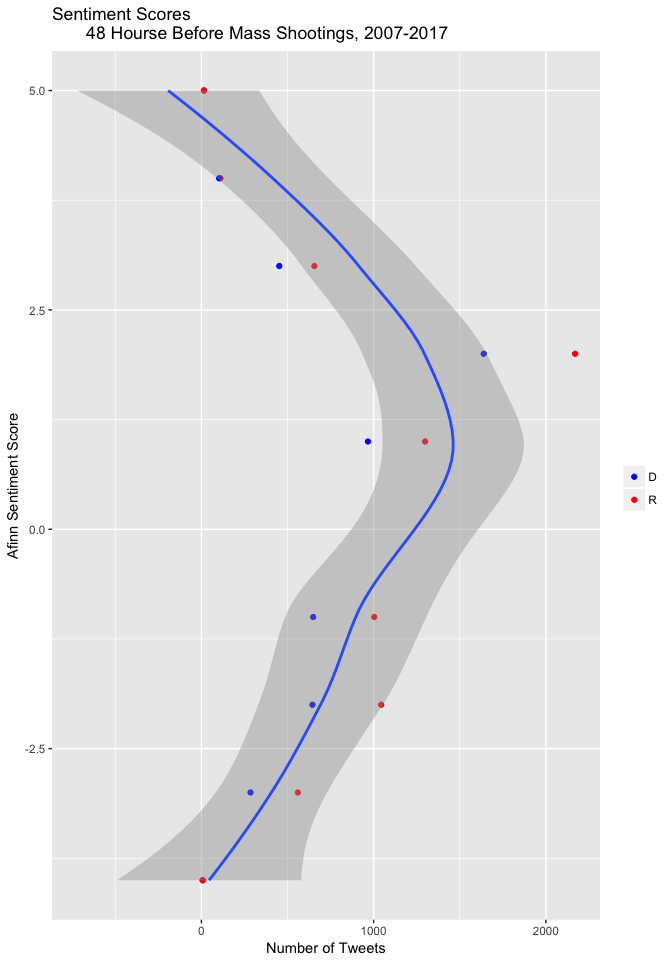 Sentiment Scores
48 Hourse Before Mass Shootings, 2007-2017
5.0
2.5
0.0
-2.5
Afinn Sentiment Score
0 1000 2000
Number of Tweets
D
R